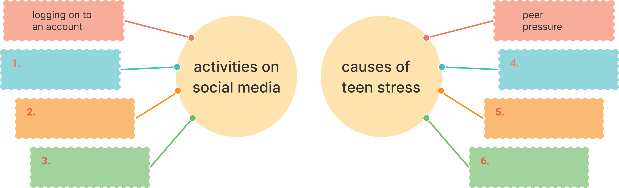 logging on to
an account
1.
2.
3.
activities on
social media
causes of
teen stress
peer
pressure
4.
5.
6.